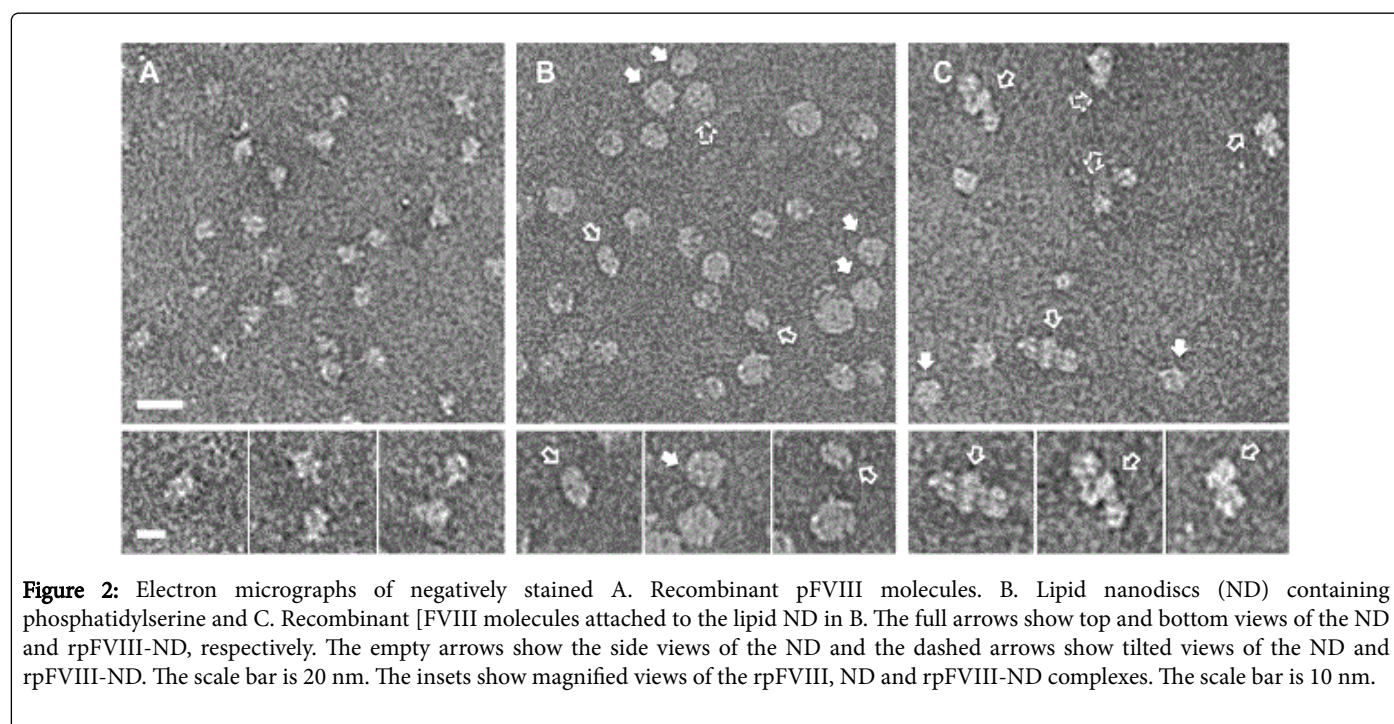 A
B
C
Figure 2: Electron micrographs of negatively stained A. Recombinant pFVIII molecules. B. Lipid nanodiscs (ND) containing
phosphatidylserine and C. Recombinant [FVIII molecules attached to the lipid ND in B. The full arrows show top and bottom views of the ND
and rpFVIII-ND, respectively. The empty arrows show the side views of the ND and the dashed arrows show tilted views of the ND and
rpFVIII-ND. The scale bar is 20 nm. The insets show magnified views of the rpFVIII, ND and rpFVIII-ND complexes. The scale bar is 10 nm.